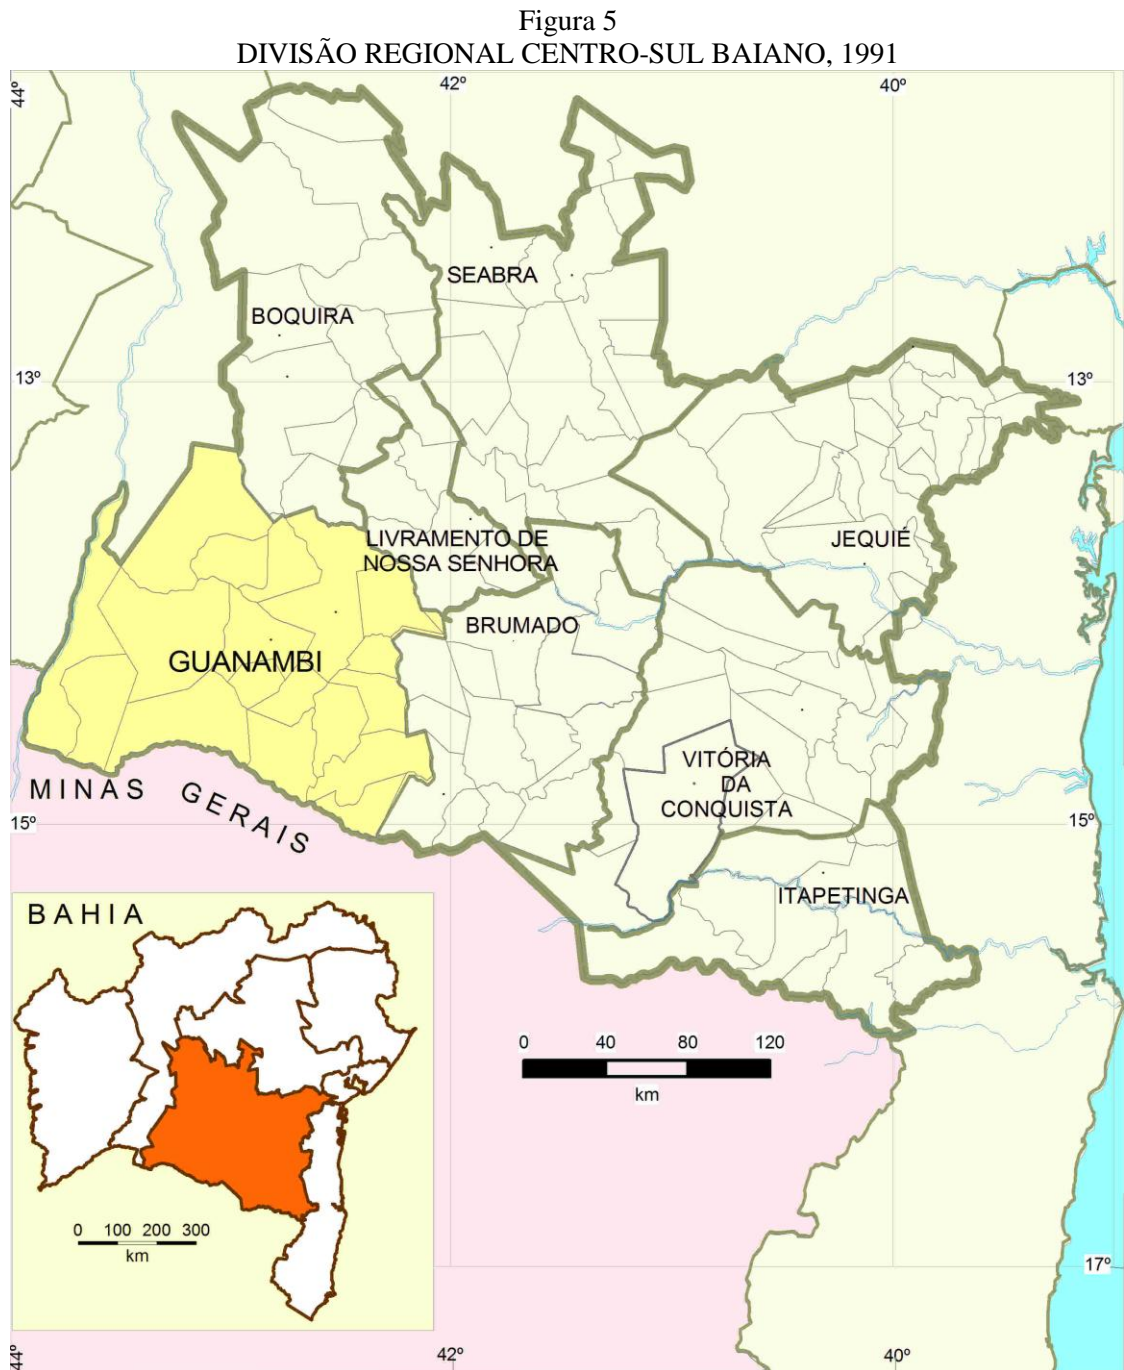 Figura 5
DIVISÃO REGIONAL CENTRO-SUL BAIANO, 1991
44º
42º
40º
SEABRA
BOQUIRA
13º
13º
LIVRAMENTO DE
NOSSA SENHORA
JEQUIÉ
BRUMADO
GUANAMBI
VITÓRIA
DA
CONQUISTA
MINAS GERAIS
15º
15º
ITAPETINGA
BAHIA
0 40 80 120
km
0 100 200 300
km
17º
44º
42º
40º